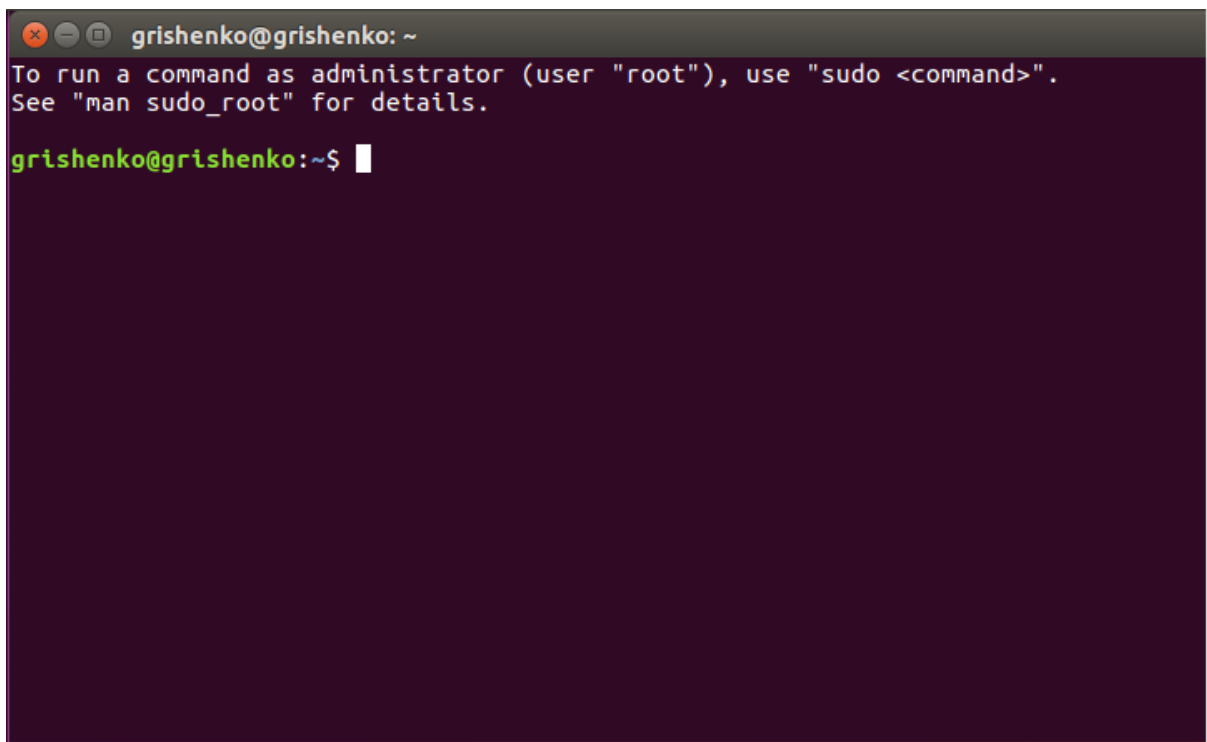 grishenko@grishenko: ~
To run a command as administrator (user "root"), use "sudo <command>".
See "man sudo_root" for details.
grishenko@grishenko:~$